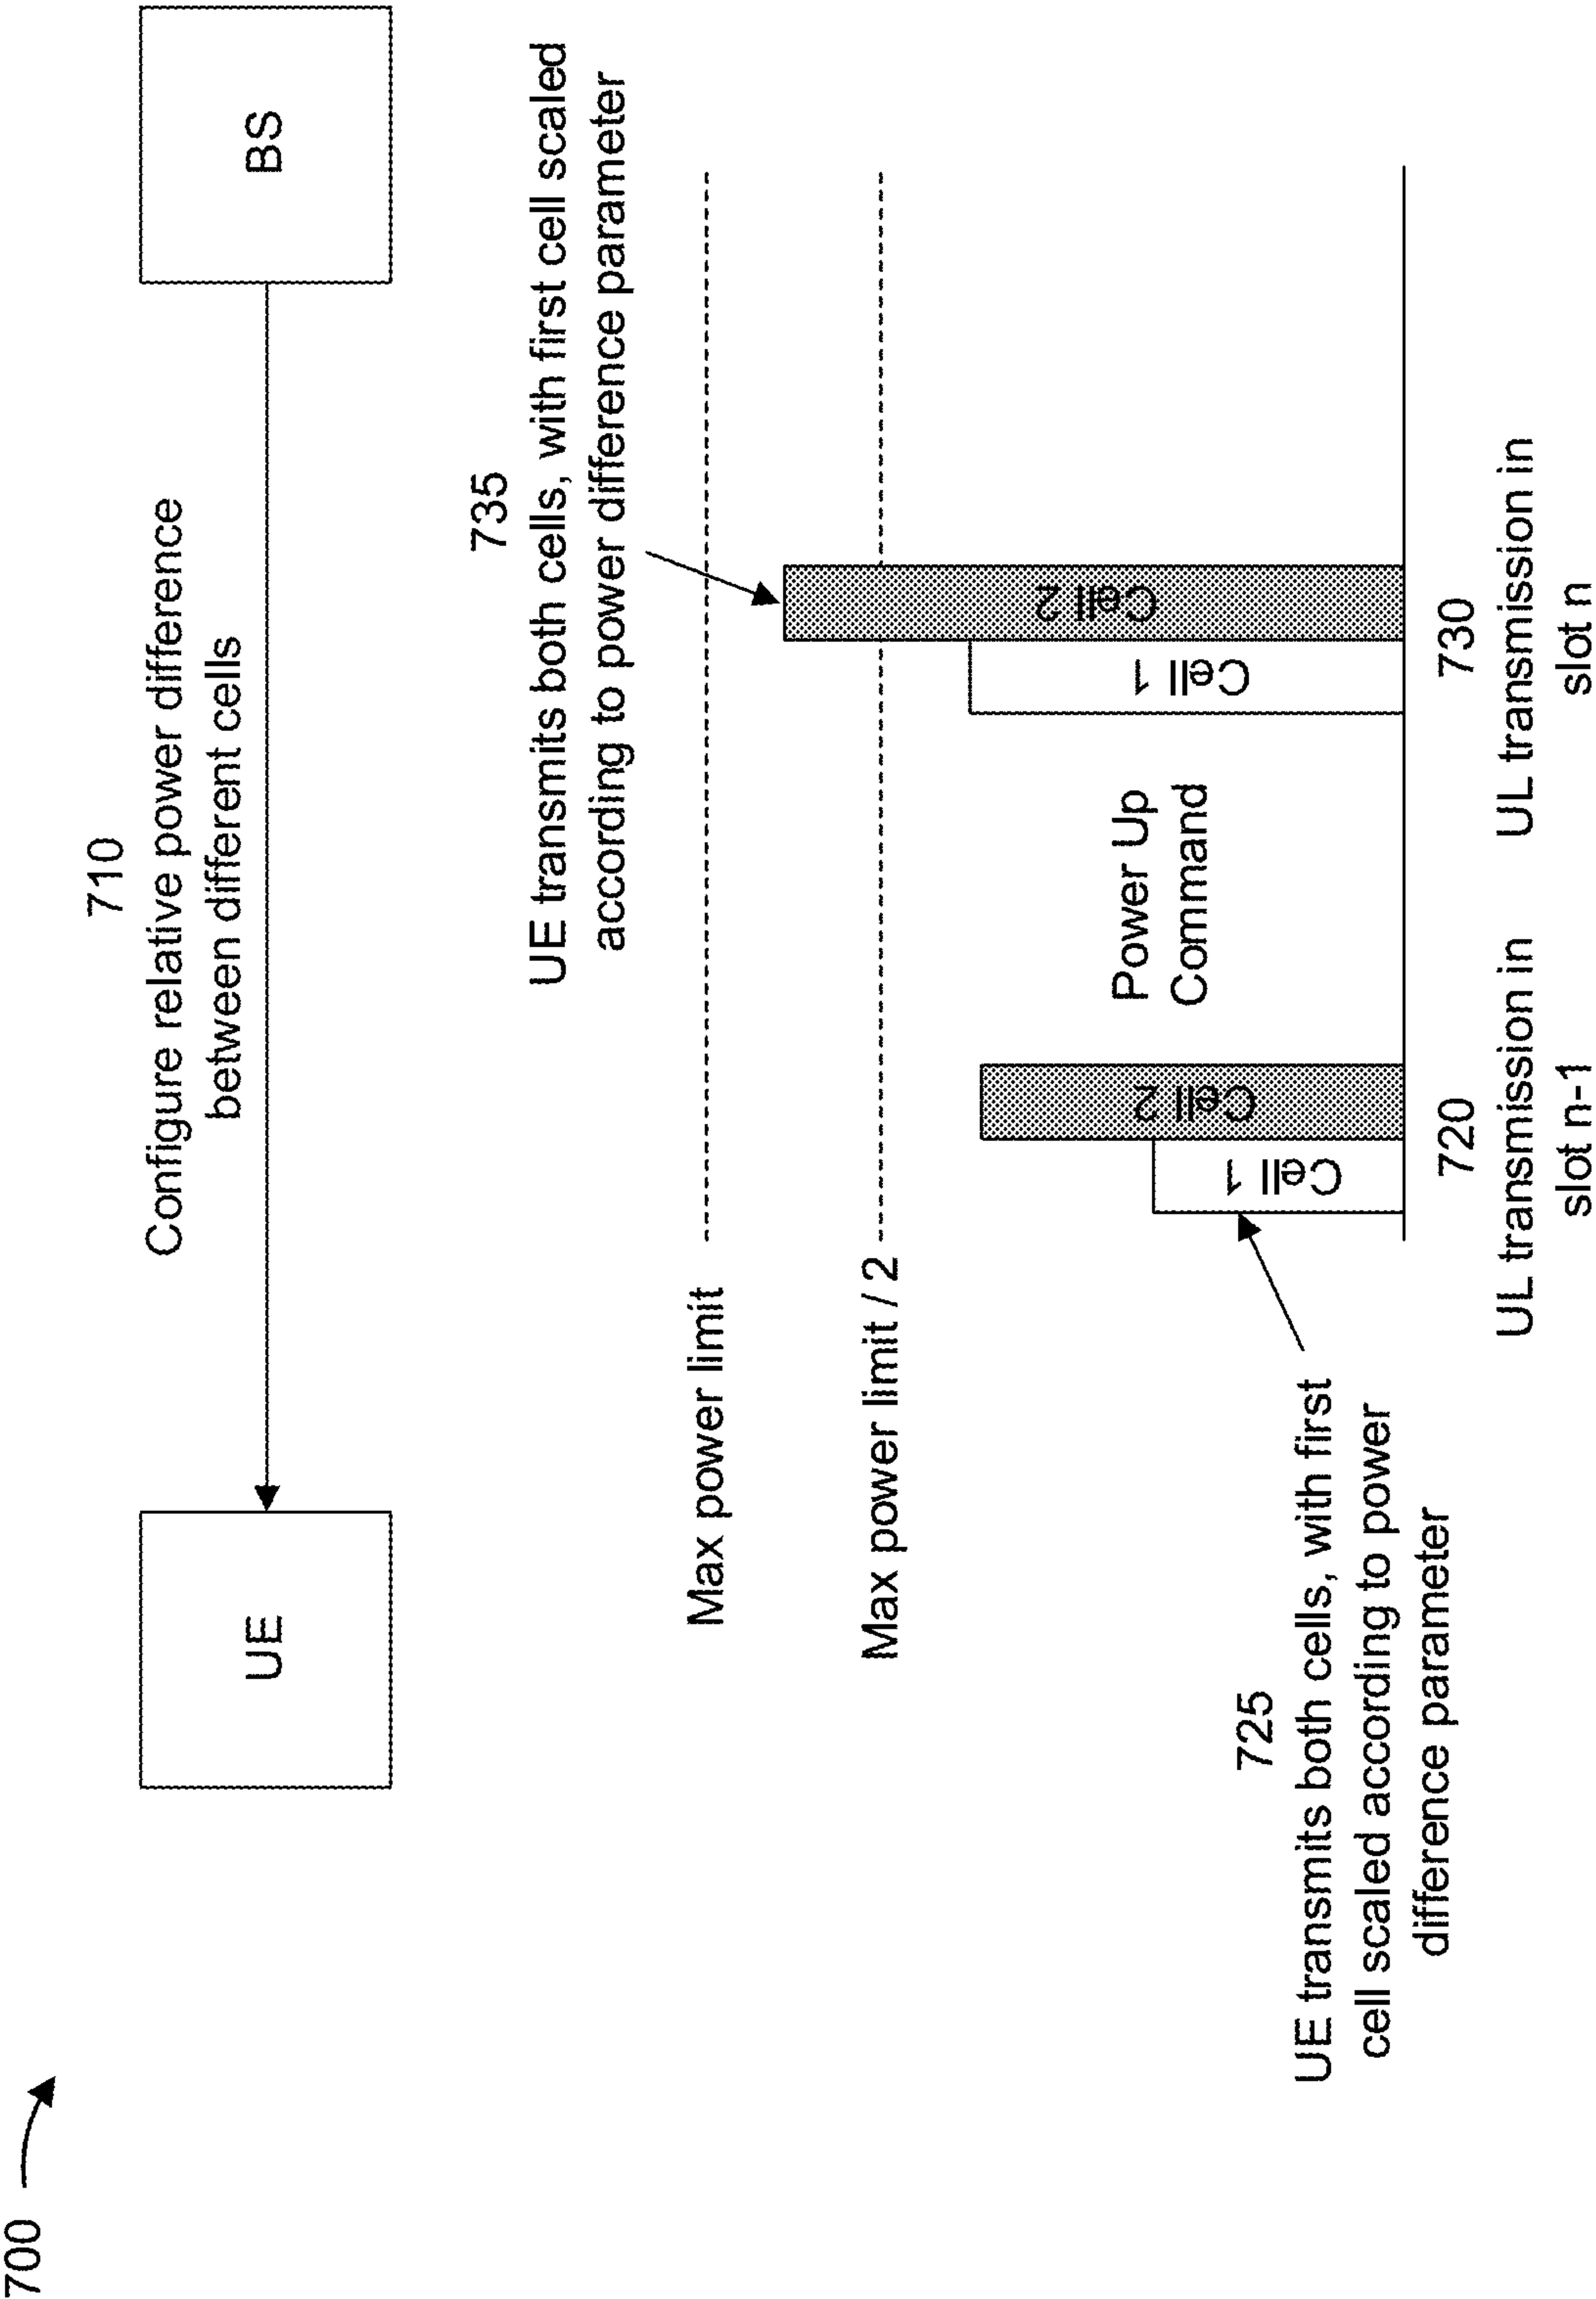 700
710
Configure relative power difference
between different cells
UE
BS
735
UE transmits both cells, with first cell scaled
according to power difference parameter
Max power limit
Max power limit / 2
725
UE transmits both cells, with first
cell scaled according to power
difference parameter
Cell 1
Cell 2
Power Up
Command
Cell 1
Cell 2
720
UL transmission in
slot n-1
730
UL transmission in
slot n